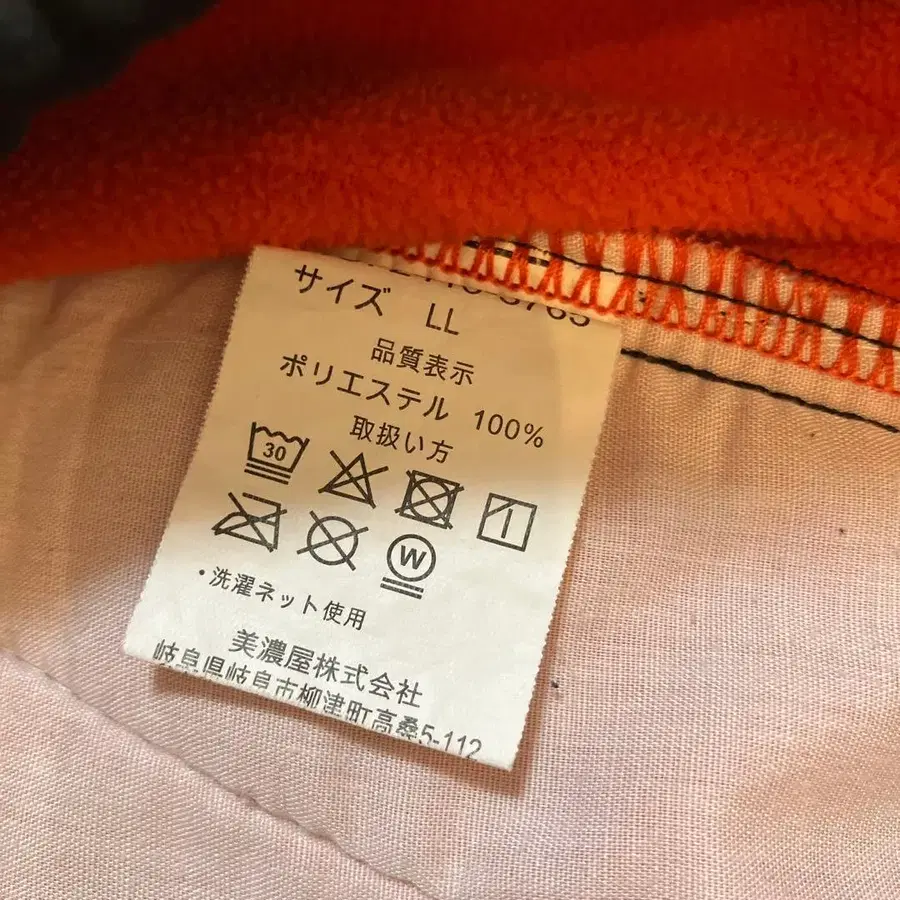 サイズ LL
品質表示
ポリエステル 100%
取扱い方
30
W
・洗濯ネット使用
美濃屋株式会社
岐阜県岐阜市柳津町高桑5-112